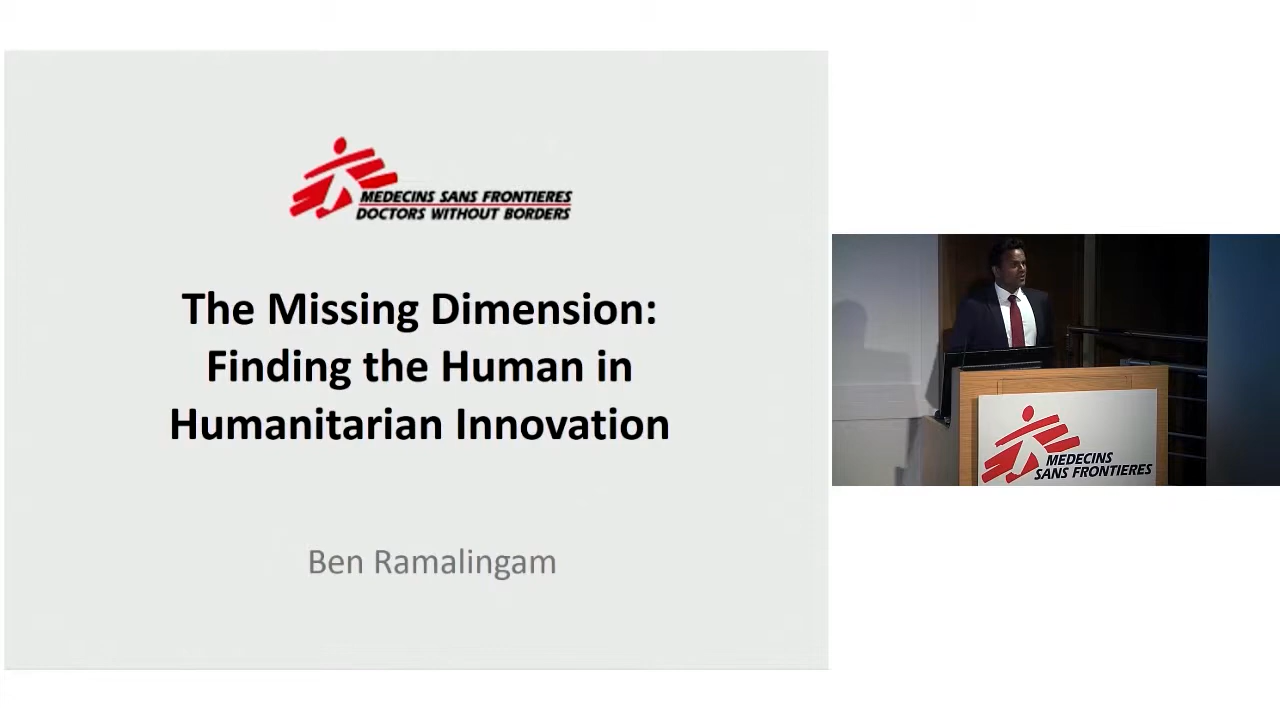 MEDECINS SANS FRONTIERES
DOCTORS WITHOUT BORDERS
The Missing Dimension:
Finding the Human in
Humanitarian Innovation
Ben Ramalingam
MEDECINS
SANS FRONTIERES